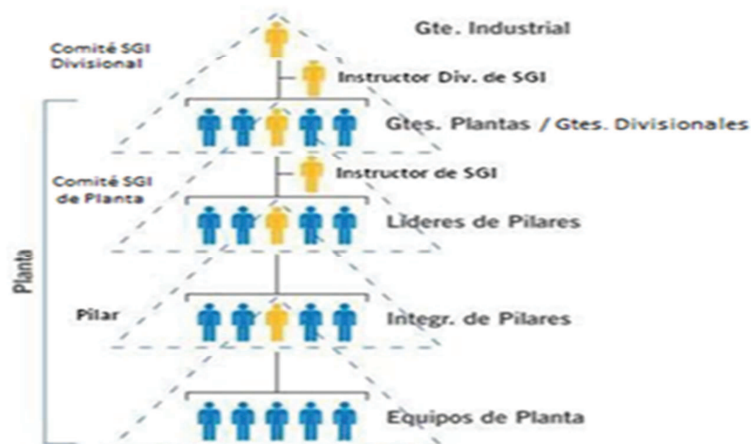 Gte. Industrial
Comité SGI
Divisional
Instructor Div. de SGI
Gtes. Plantas / Gtes. Divisionales
Instructor de SGI
Comité SGI
de Planta
Líderes de Pilares
Planta
Pilar
Integr. de Pilares
Equipos de Planta